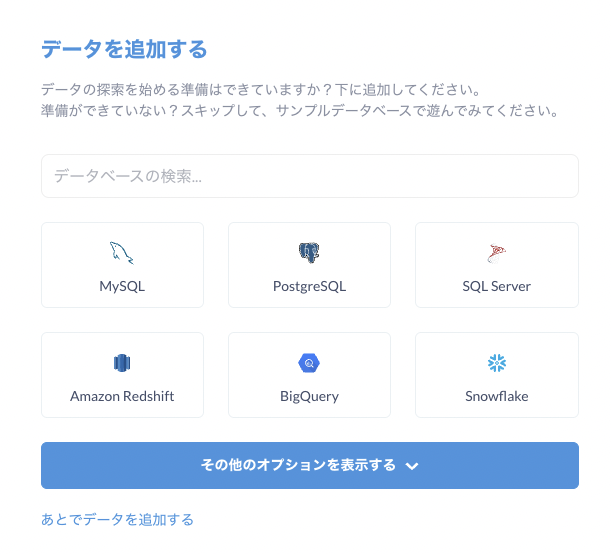 データを追加する
データの探索を始める準備はできていますか？下に追加してください。
準備ができていない？スキップして、サンプルデータベースで遊んでみてください。
データベースの検索...
MySQL
PostgreSQL
SQL Server
Amazon Redshift
BigQuery
Snowflake
その他のオプションを表示する
あとでデータを追加する